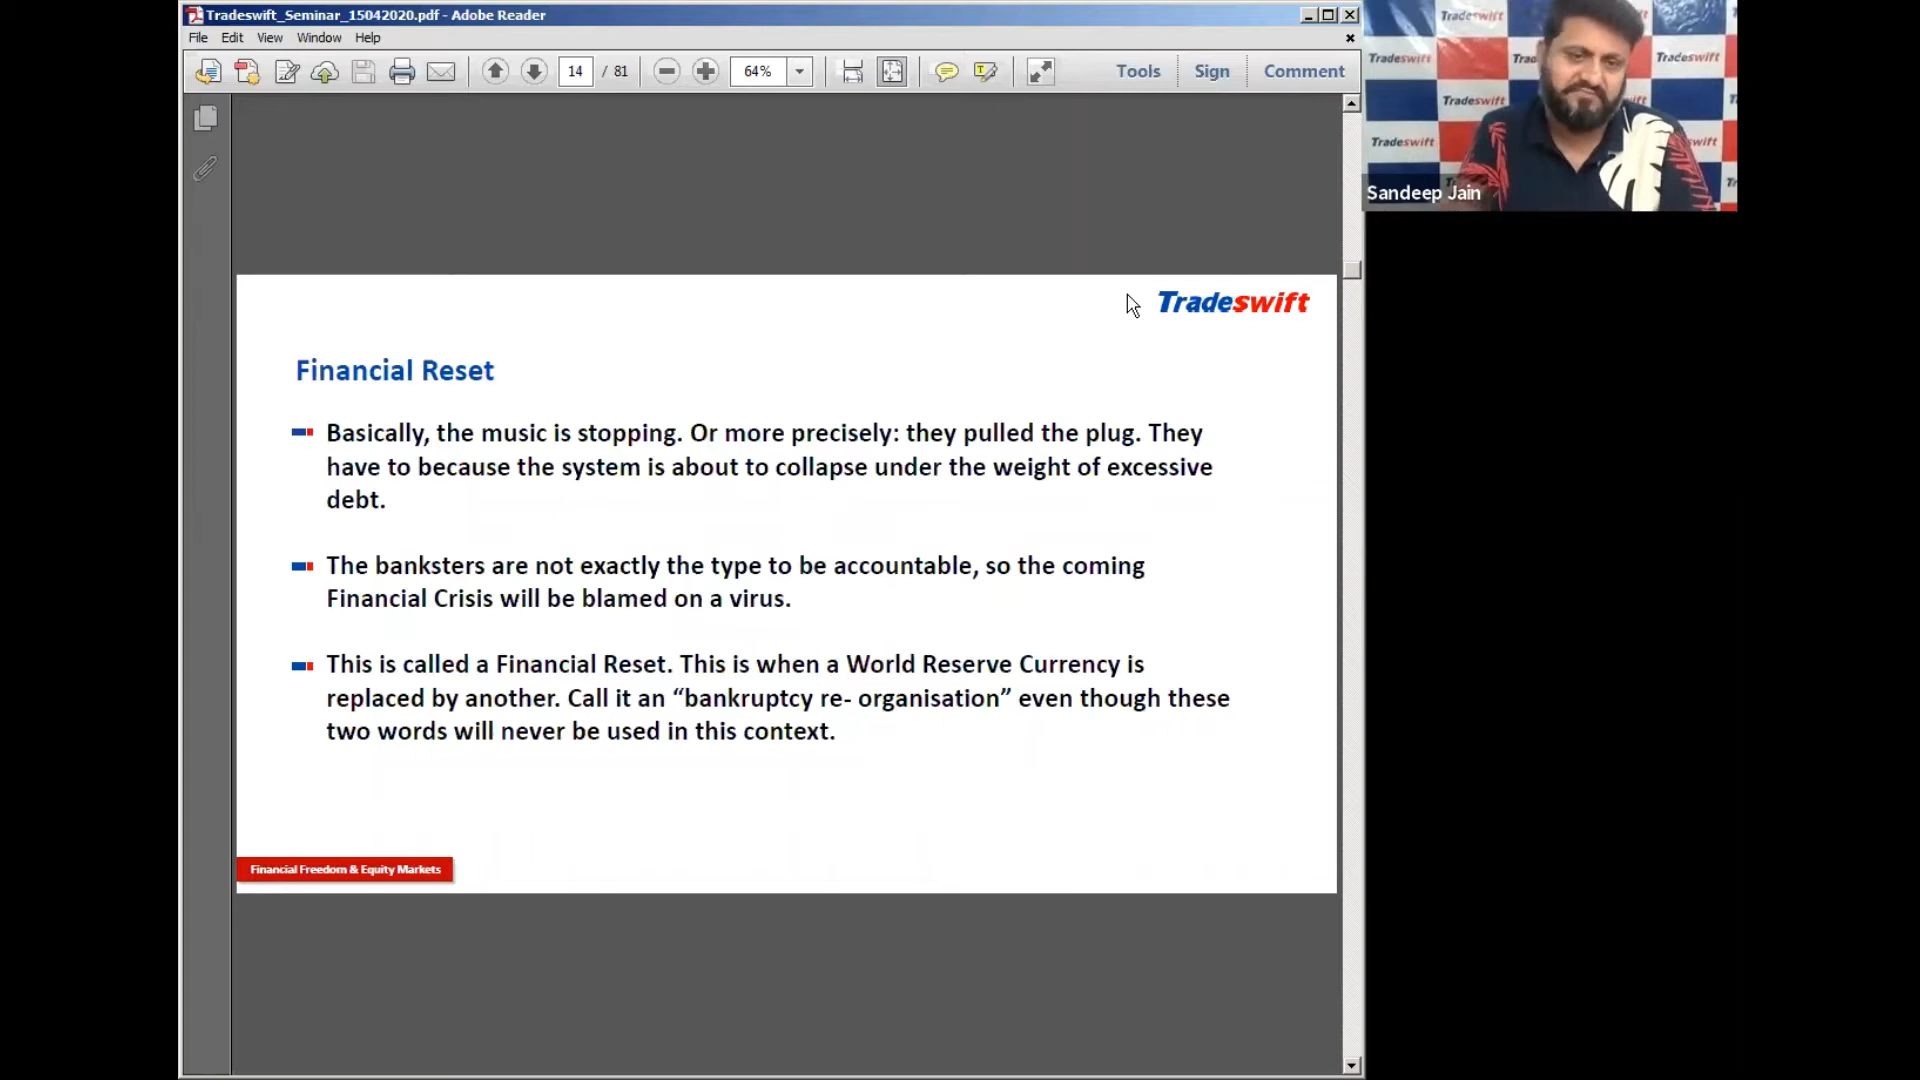 Tradeswift_Seminar_15042020.pdf - Adobe Reader
File Edit View Window Help
14 / 81
64%
Tools
Sign
Comment
Tradeswift
Tradeswift
Tradeswift
Tradeswift
Tradeswift
Sandeep Jain
Tradeswift
Financial Reset
Basically, the music is stopping. Or more precisely: they pulled the plug. They
have to because the system is about to collapse under the weight of excessive
debt.
The banksters are not exactly the type to be accountable, so the coming
Financial Crisis will be blamed on a virus.
This is called a Financial Reset. This is when a World Reserve Currency is
replaced by another. Call it an “bankruptcy re- organisation” even though these
two words will never be used in this context.
Financial Freedom & Equity Markets